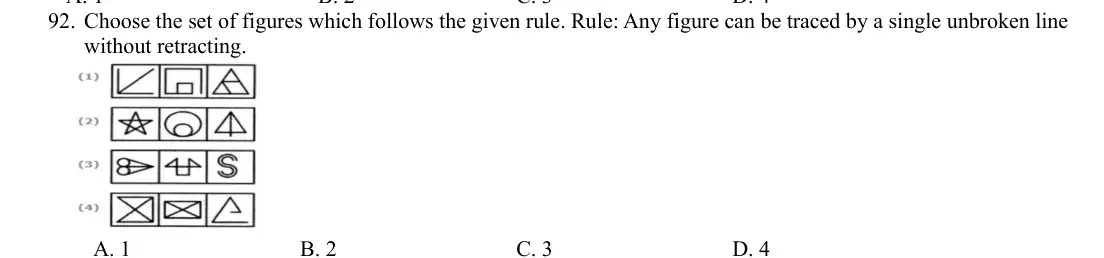 92. Choose the set of figures which follows the given rule. Rule: Any figure can be traced by a single unbroken line
without retracting.
(1)
(2)
(3) S
(4)
A. 1 B. 2 C. 3 D. 4